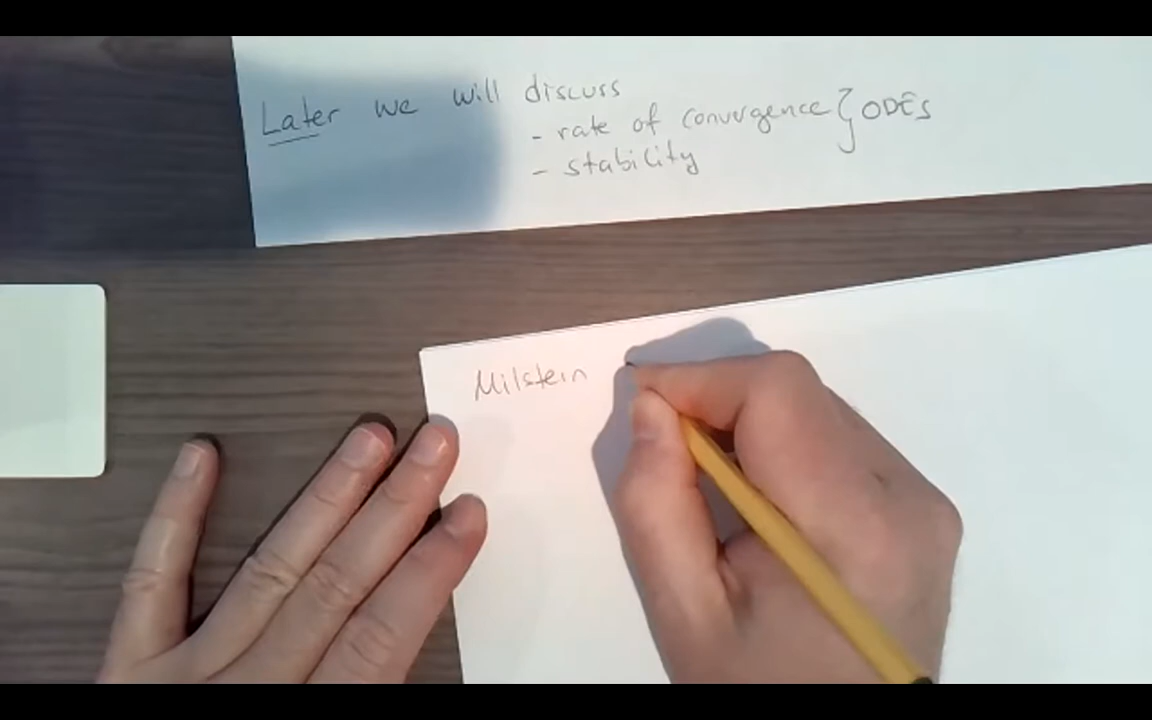 Later we will discuss
- rate of convergence } ODEs
- stability
Milstein